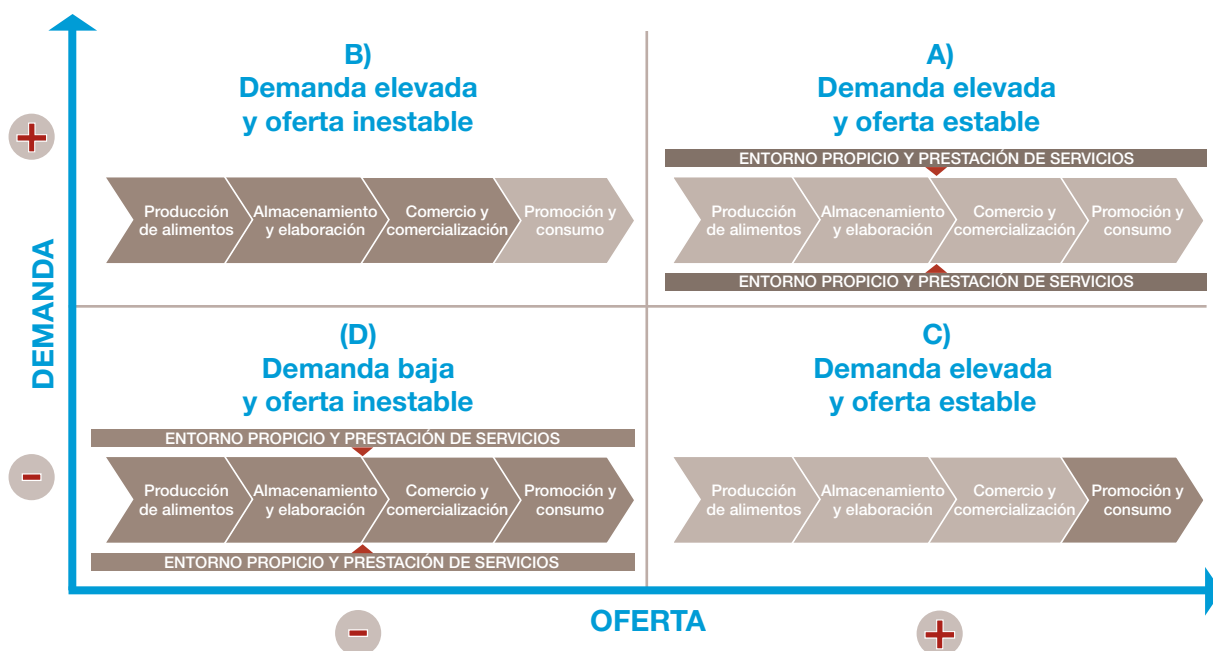 B)
Demanda elevada
y oferta inestable
Producción
de alimentos
Almacenamiento
y elaboración
Comercio y
comercialización
Promoción y
consumo
A)
Demanda elevada
y oferta estable
ENTORNO PROPICIO Y PRESTACIÓN DE SERVICIOS
Producción
de alimentos
Almacenamiento
y elaboración
Comercio y
comercialización
Promoción y
consumo
ENTORNO PROPICIO Y PRESTACIÓN DE SERVICIOS
DEMANDA
(D)
Demanda baja
y oferta inestable
ENTORNO PROPICIO Y PRESTACIÓN DE SERVICIOS
Producción
de alimentos
Almacenamiento
y elaboración
Comercio y
comercialización
Promoción y
consumo
ENTORNO PROPICIO Y PRESTACIÓN DE SERVICIOS
C)
Demanda elevada
y oferta estable
Producción
de alimentos
Almacenamiento
y elaboración
Comercio y
comercialización
Promoción y
consumo
OFERTA